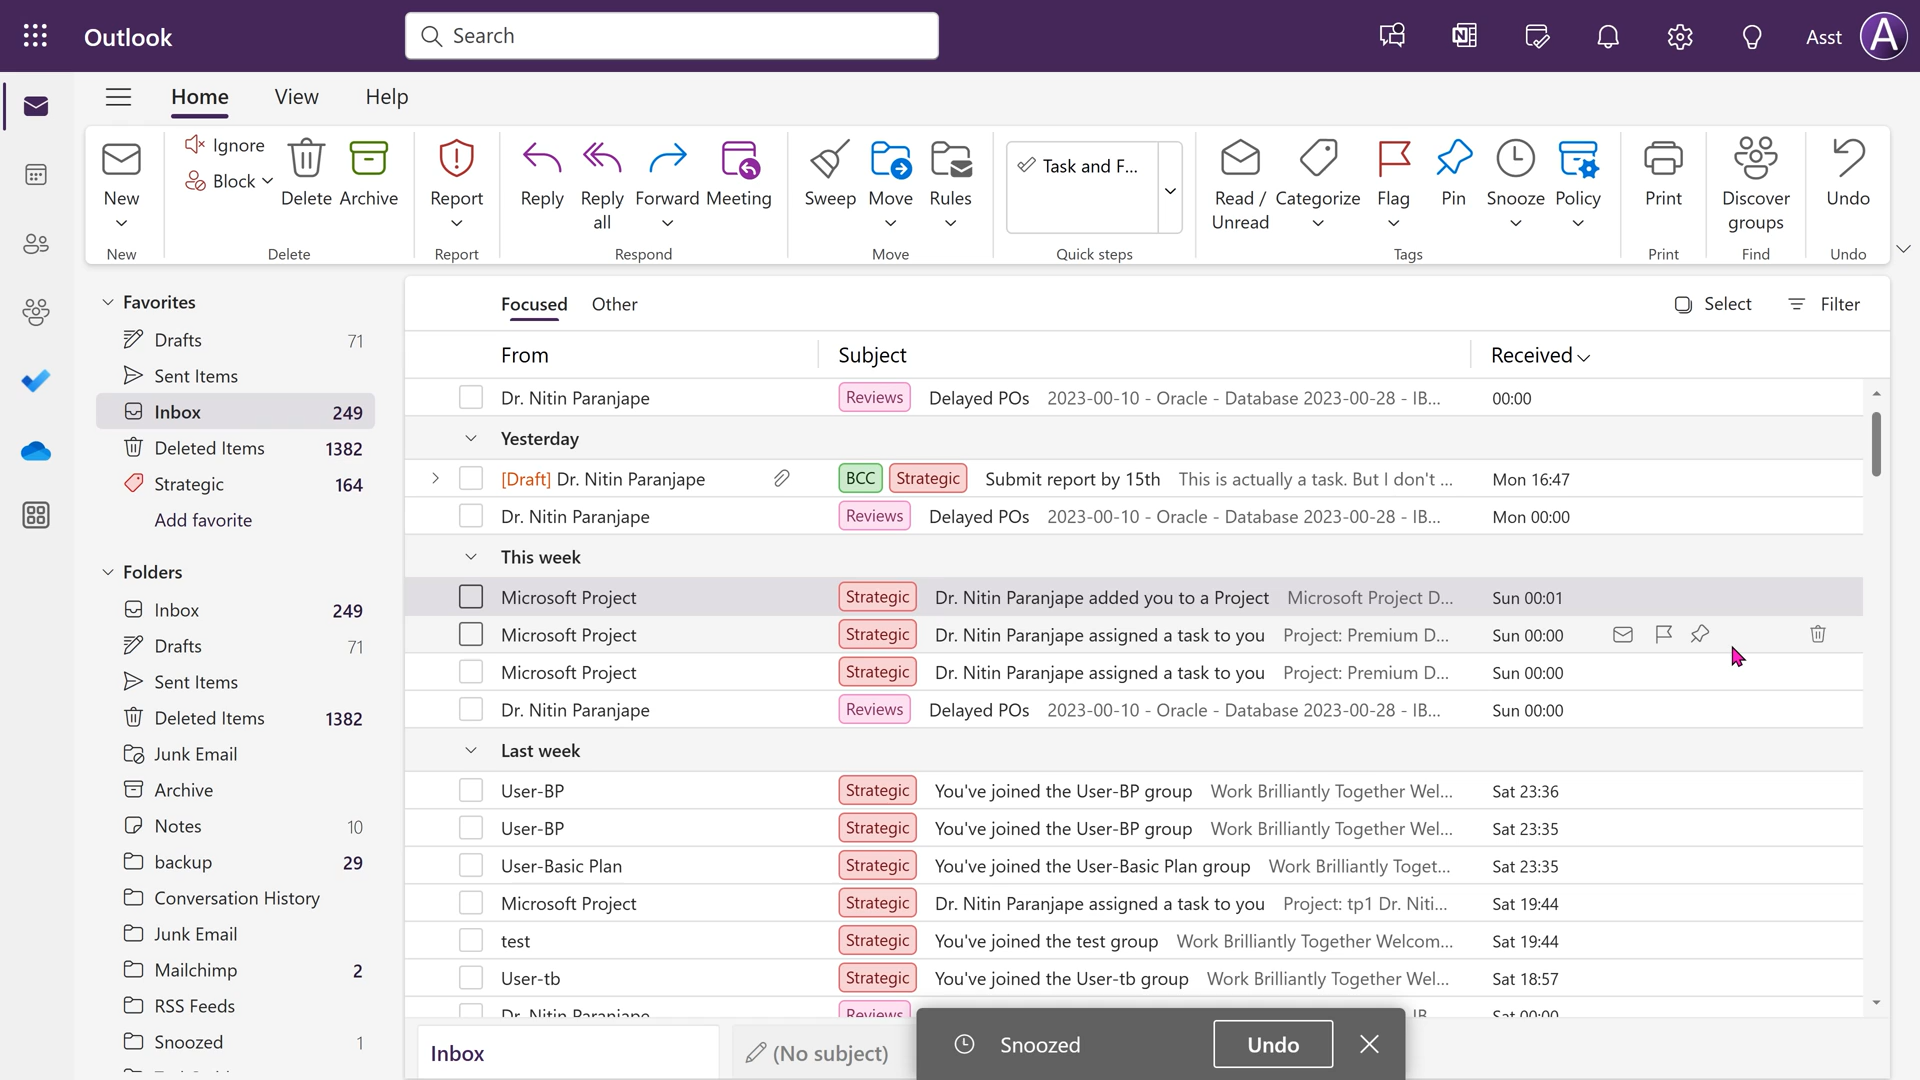 Outlook
Search
Asst
A
Home View Help
New
Ignore
Block
Delete
Archive
Report
Reply
Reply all
Forward
Meeting
Sweep
Move
Rules
Task and F...
Read / Unread
Categorize
Flag
Pin
Snooze
Policy
Print
Discover groups
Undo
New
Delete
Report
Respond
Move
Quick steps
Tags
Print
Find
Undo
Favorites
Drafts 71
Sent Items
Inbox 249
Deleted Items 1382
Strategic 164
Add favorite
Folders
Inbox 249
Drafts 71
Sent Items
Deleted Items 1382
Junk Email
Archive
Notes 10
backup 29
Conversation History
Junk Email
Mailchimp 2
RSS Feeds
Snoozed 1
Focused Other Select Filter
From Subject Received
Dr. Nitin Paranjape Reviews Delayed POs 2023-00-10 - Oracle - Database 2023-00-28 - IB... 00:00
Yesterday
[Draft] Dr. Nitin Paranjape BCC Strategic Submit report by 15th This is actually a task. But I don't ... Mon 16:47
Dr. Nitin Paranjape Reviews Delayed POs 2023-00-10 - Oracle - Database 2023-00-28 - IB... Mon 00:00
This week
Microsoft Project Strategic Dr. Nitin Paranjape added you to a Project Microsoft Project D... Sun 00:01
Microsoft Project Strategic Dr. Nitin Paranjape assigned a task to you Project: Premium D... Sun 00:00
Microsoft Project Strategic Dr. Nitin Paranjape assigned a task to you Project: Premium D... Sun 00:00
Dr. Nitin Paranjape Reviews Delayed POs 2023-00-10 - Oracle - Database 2023-00-28 - IB... Sun 00:00
Last week
User-BP Strategic You've joined the User-BP group Work Brilliantly Together Wel... Sat 23:36
User-BP Strategic You've joined the User-BP group Work Brilliantly Together Wel... Sat 23:35
User-Basic Plan Strategic You've joined the User-Basic Plan group Work Brilliantly Toget... Sat 23:35
Microsoft Project Strategic Dr. Nitin Paranjape assigned a task to you Project: tp1 Dr. Niti... Sat 19:44
test Strategic You've joined the test group Work Brilliantly Together Welcom... Sat 19:44
User-tb Strategic You've joined the User-tb group Work Brilliantly Together Wel... Sat 18:57
Dr. Nitin Paranjape Reviews IB... Sat 00:00
Inbox (No subject) Snoozed Undo